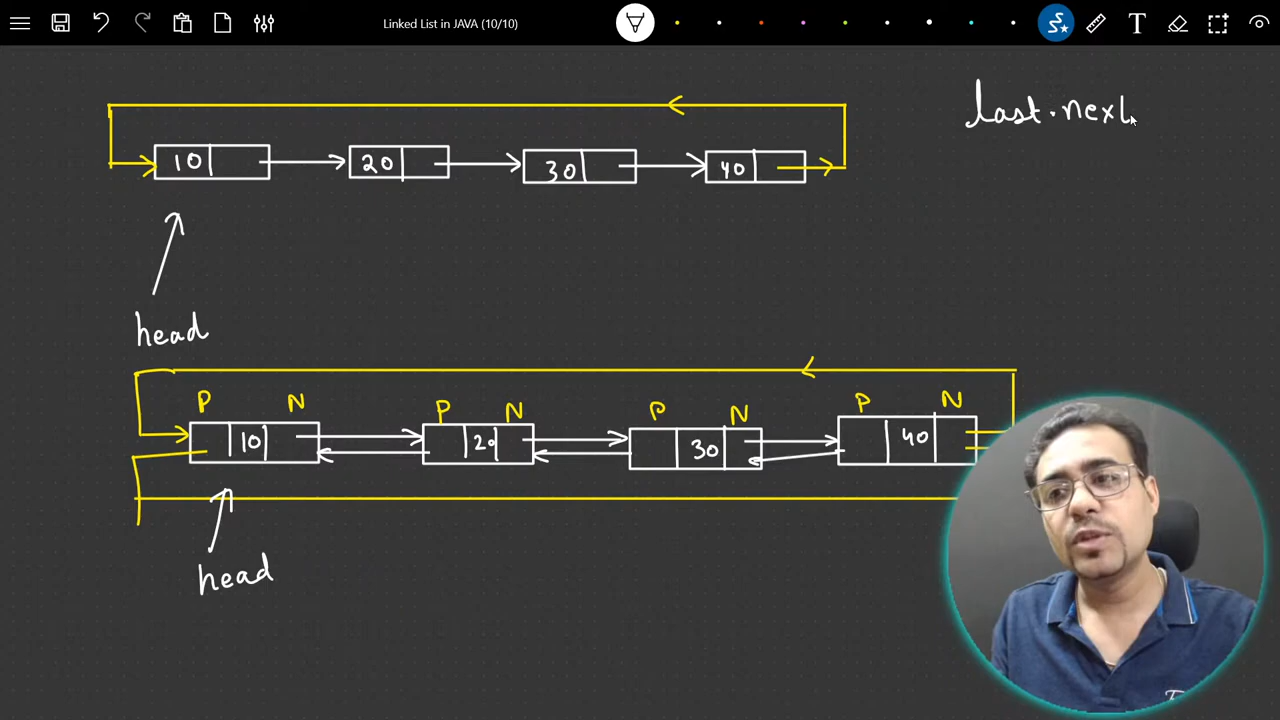 Linked List in JAVA (10/10)
T
last.next
10 20 30 40
head
P N P N P N P N
10 20 30 40
head